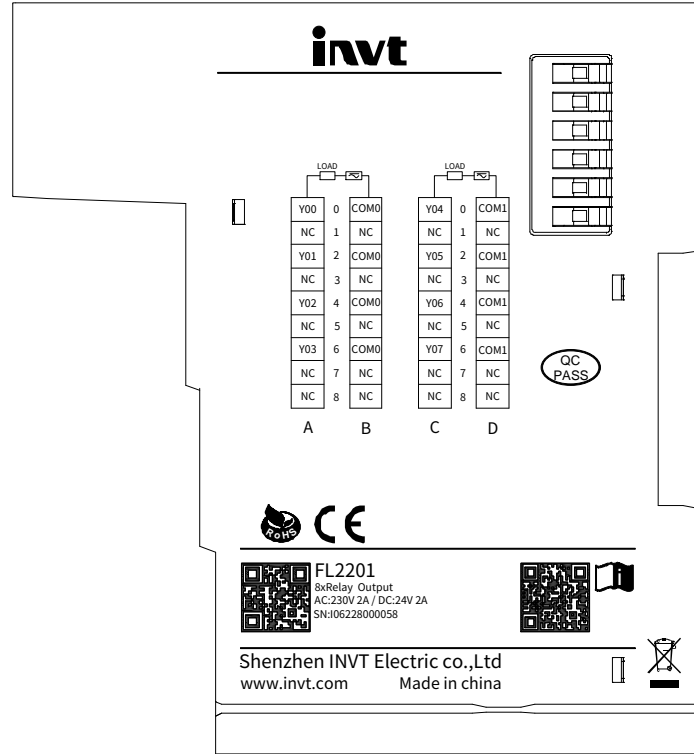 invt
LOAD LOAD
Y00 0 COM0 Y04 0 COM1
NC 1 NC NC 1 NC
Y01 2 COM0 Y05 2 COM1
NC 3 NC NC 3 NC
Y02 4 COM0 Y06 4 COM1
NC 5 NC NC 5 NC
Y03 6 COM0 Y07 6 COM1
NC 7 NC NC 7 NC
NC 8 NC NC 8 NC
A B C D
QC
PASS
RoHS CE
FL2201
8xRelay Output
AC:230V 2A / DC:24V 2A
SN:I06228000058
Shenzhen INVT Electric co.,Ltd
www.invt.com Made in china